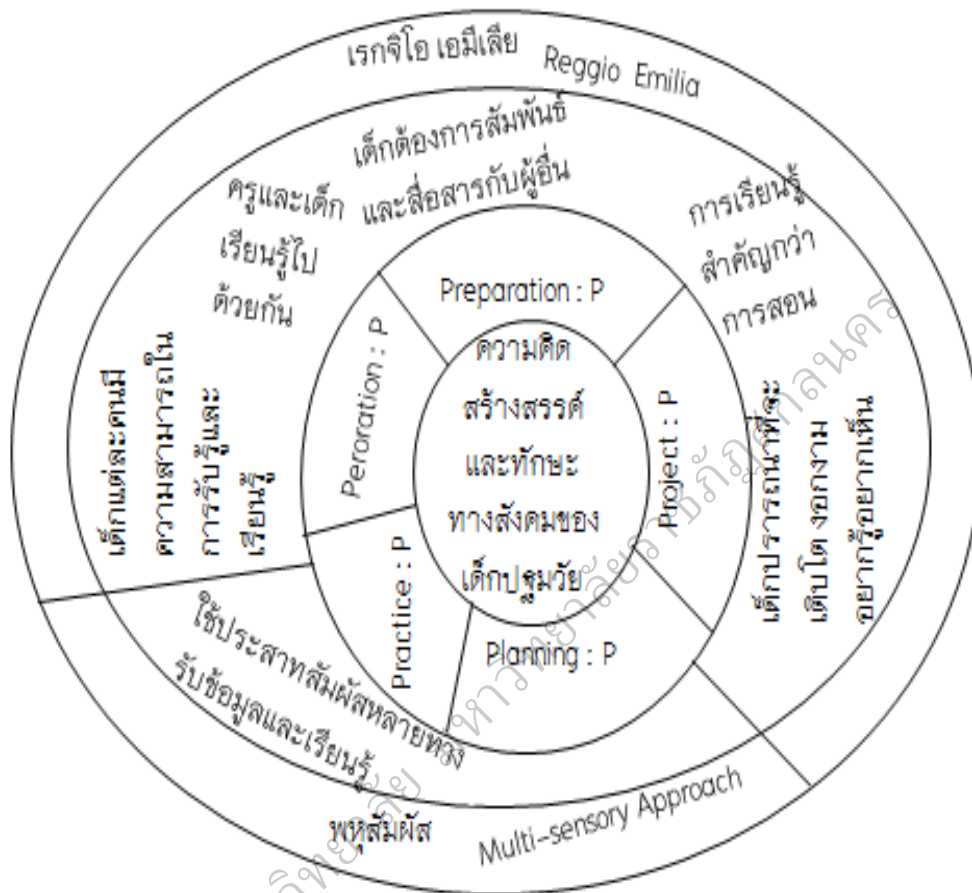 เรกจิโอ เอมีเลีย Reggio Emilia
เด็กต้องการสัมพันธ์
และสื่อสารกับผู้อื่น
ครูและเด็ก
เรียนรู้ไป
ด้วยกัน
การเรียนรู้
สำคัญกว่า
การสอน
เด็กแต่ละคนมี
ความสามารถใน
การรับรู้และ
เรียนรู้
เด็กปรารถนาที่จะ
เติบโต งอกงาม
อยากรู้อยากเห็น
Preparation : P
Project : P
Planning : P
Practice : P
Peroration : P
ความคิด
สร้างสรรค์
และทักษะ
ทางสังคมของ
เด็กปฐมวัย
ใช้ประสาทสัมผัสหลายทาง
รับข้อมูลและเรียนรู้
พหุสัมผัส Multi-sensory Approach